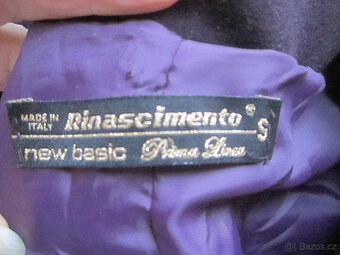 MADE IN
ITALY
Rinascimento®
S
new basic
Prima Linea
© Bazos.cz